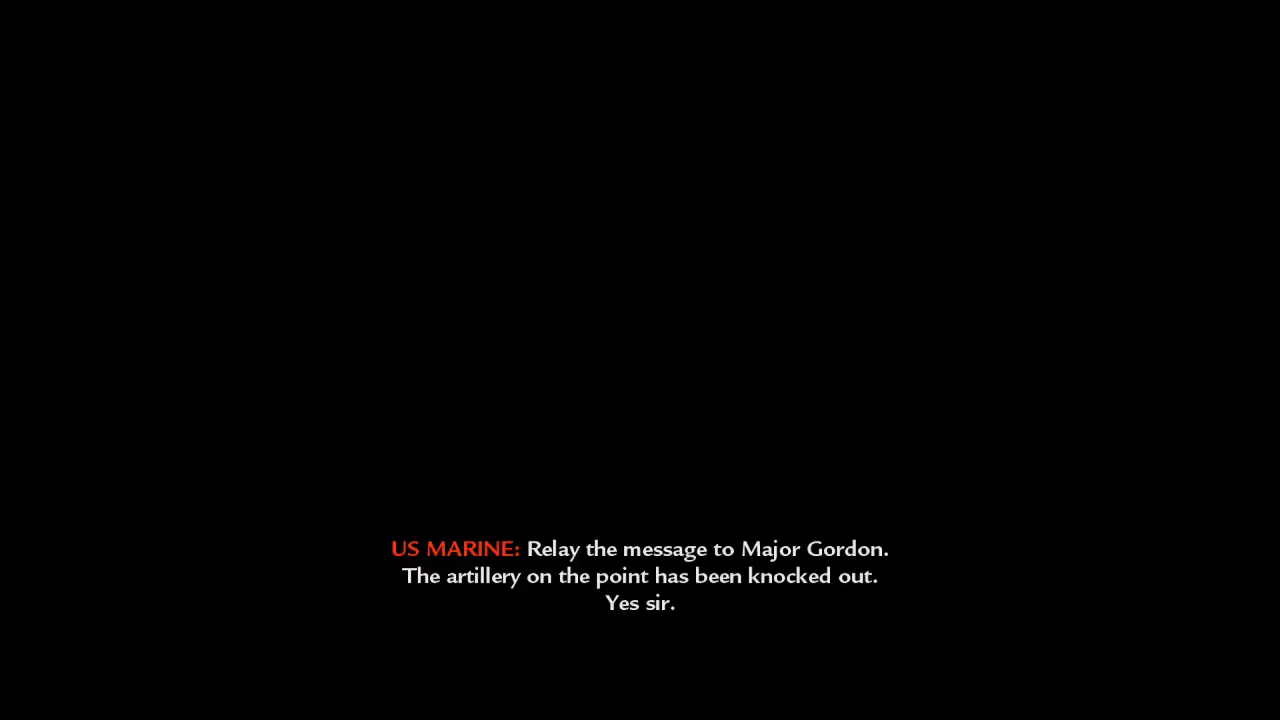 US MARINE: Relay the message to Major Gordon.
The artillery on the point has been knocked out.
Yes sir.